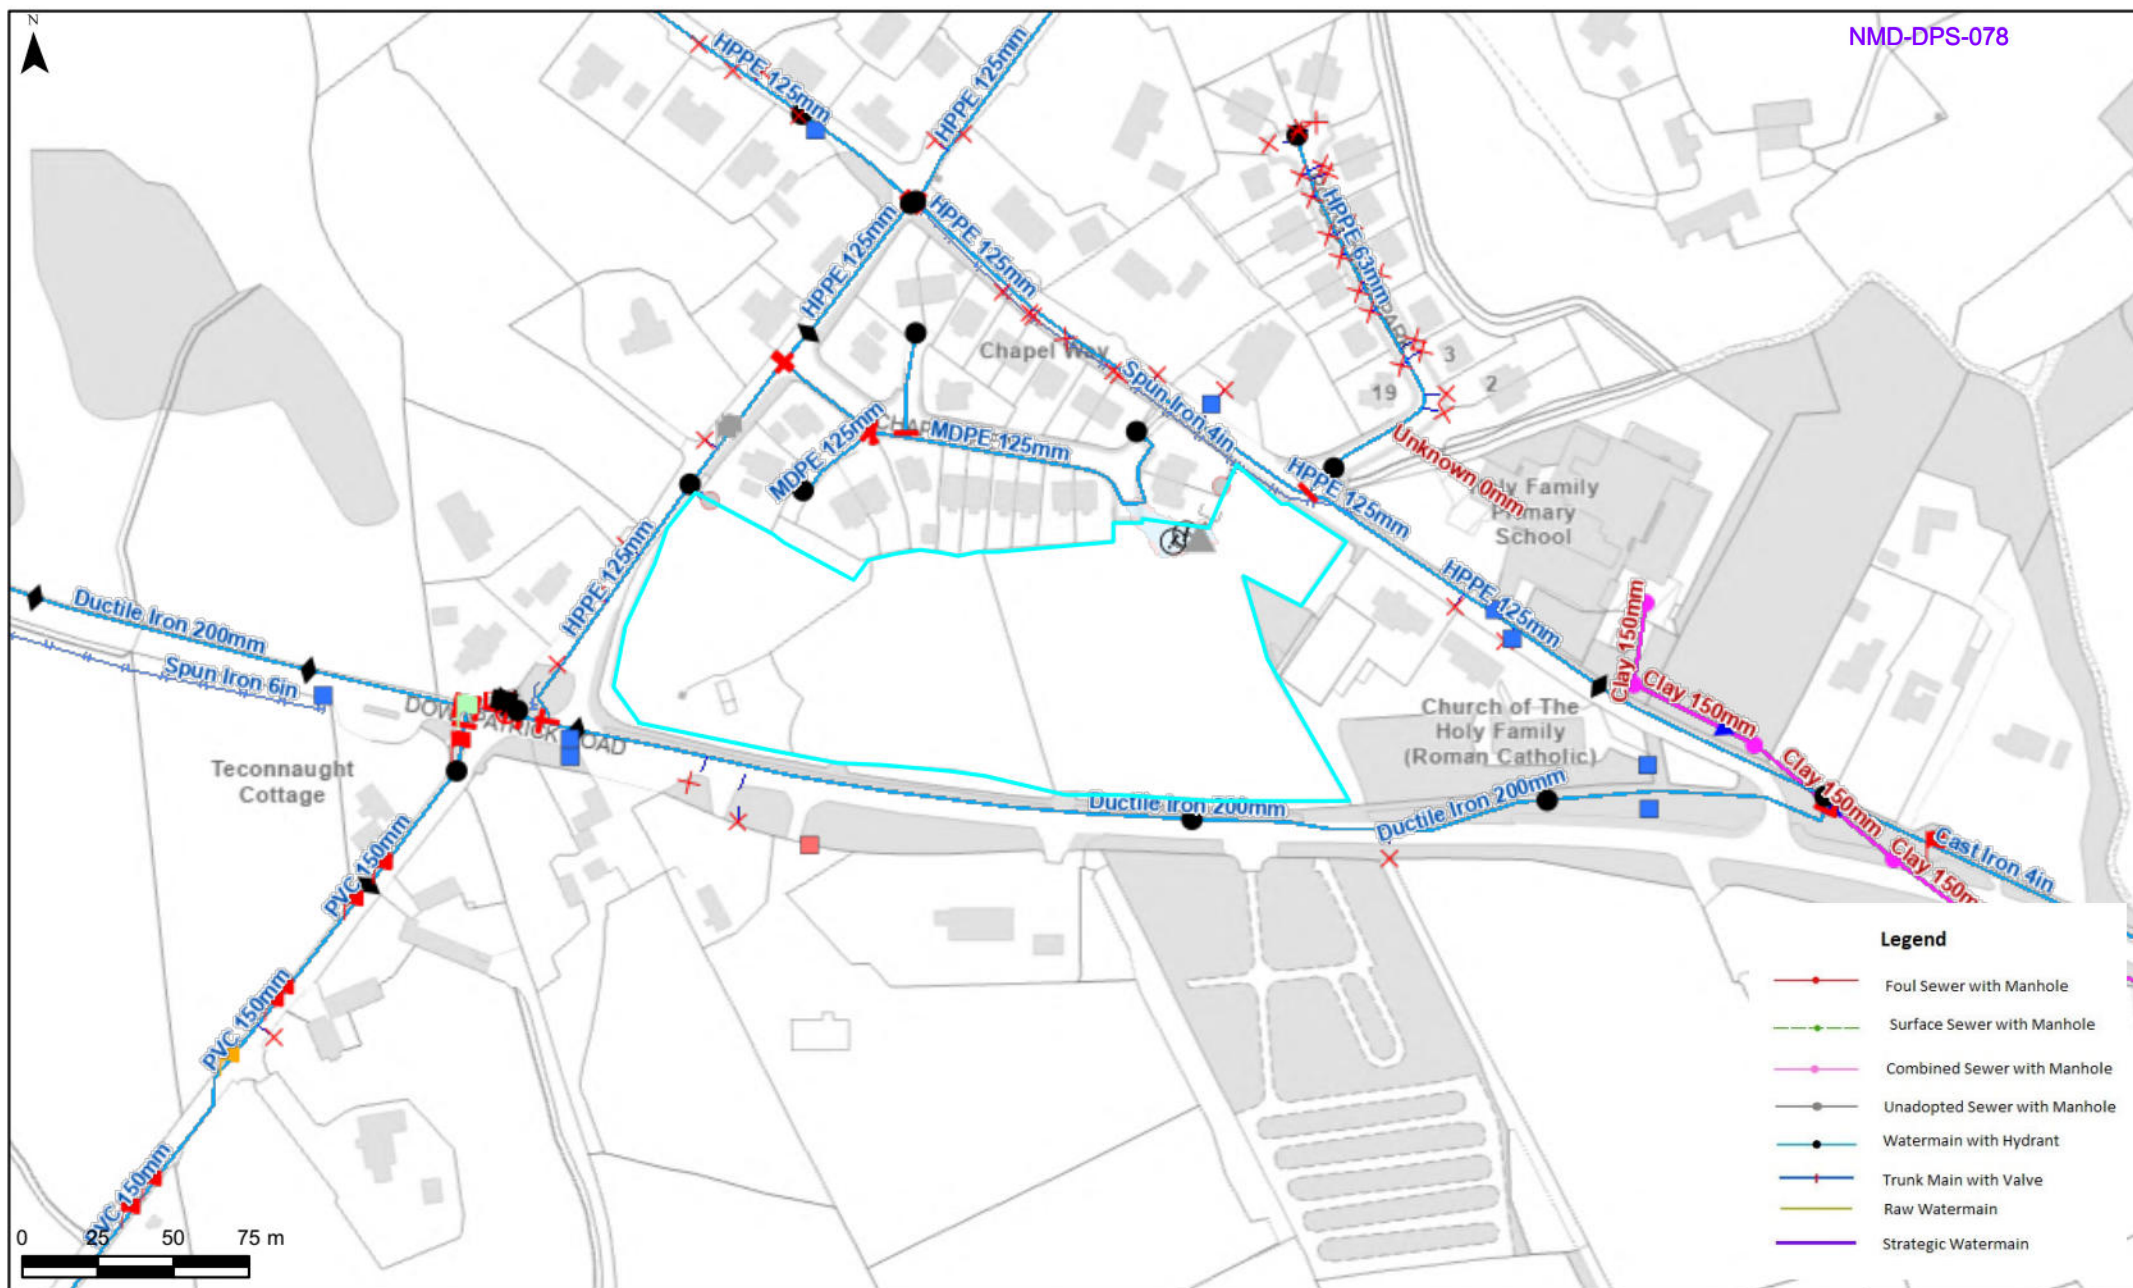 N
NMD-DPS-078
HPPE 125mm
HPPE 125mm
HPPE 125mm
HPPE 125mm
HPPE 63mm
PARK
Chapel Way
Spun Iron 4in
3
2
19
MDPE 125mm
MDPE 125mm
HPPE 125mm
Unknown 0mm
Holy Family
Primary
School
HPPE 125mm
HPPE 125mm
Ductile Iron 200mm
Spun Iron 6in
DOWNPATRICK ROAD
Clay 150mm
Clay 150mm
Clay 150mm
Clay 150m
Church of The
Holy Family
(Roman Catholic)
Teconnaught
Cottage
Ductile Iron 200mm
Ductile Iron 200mm
Cast Iron 4in
PVC 150mm
PVC 150mm
PVC 150mm
0 25 50 75 m
Legend
Foul Sewer with Manhole
Surface Sewer with Manhole
Combined Sewer with Manhole
Unadopted Sewer with Manhole
Watermain with Hydrant
Trunk Main with Valve
Raw Watermain
Strategic Watermain